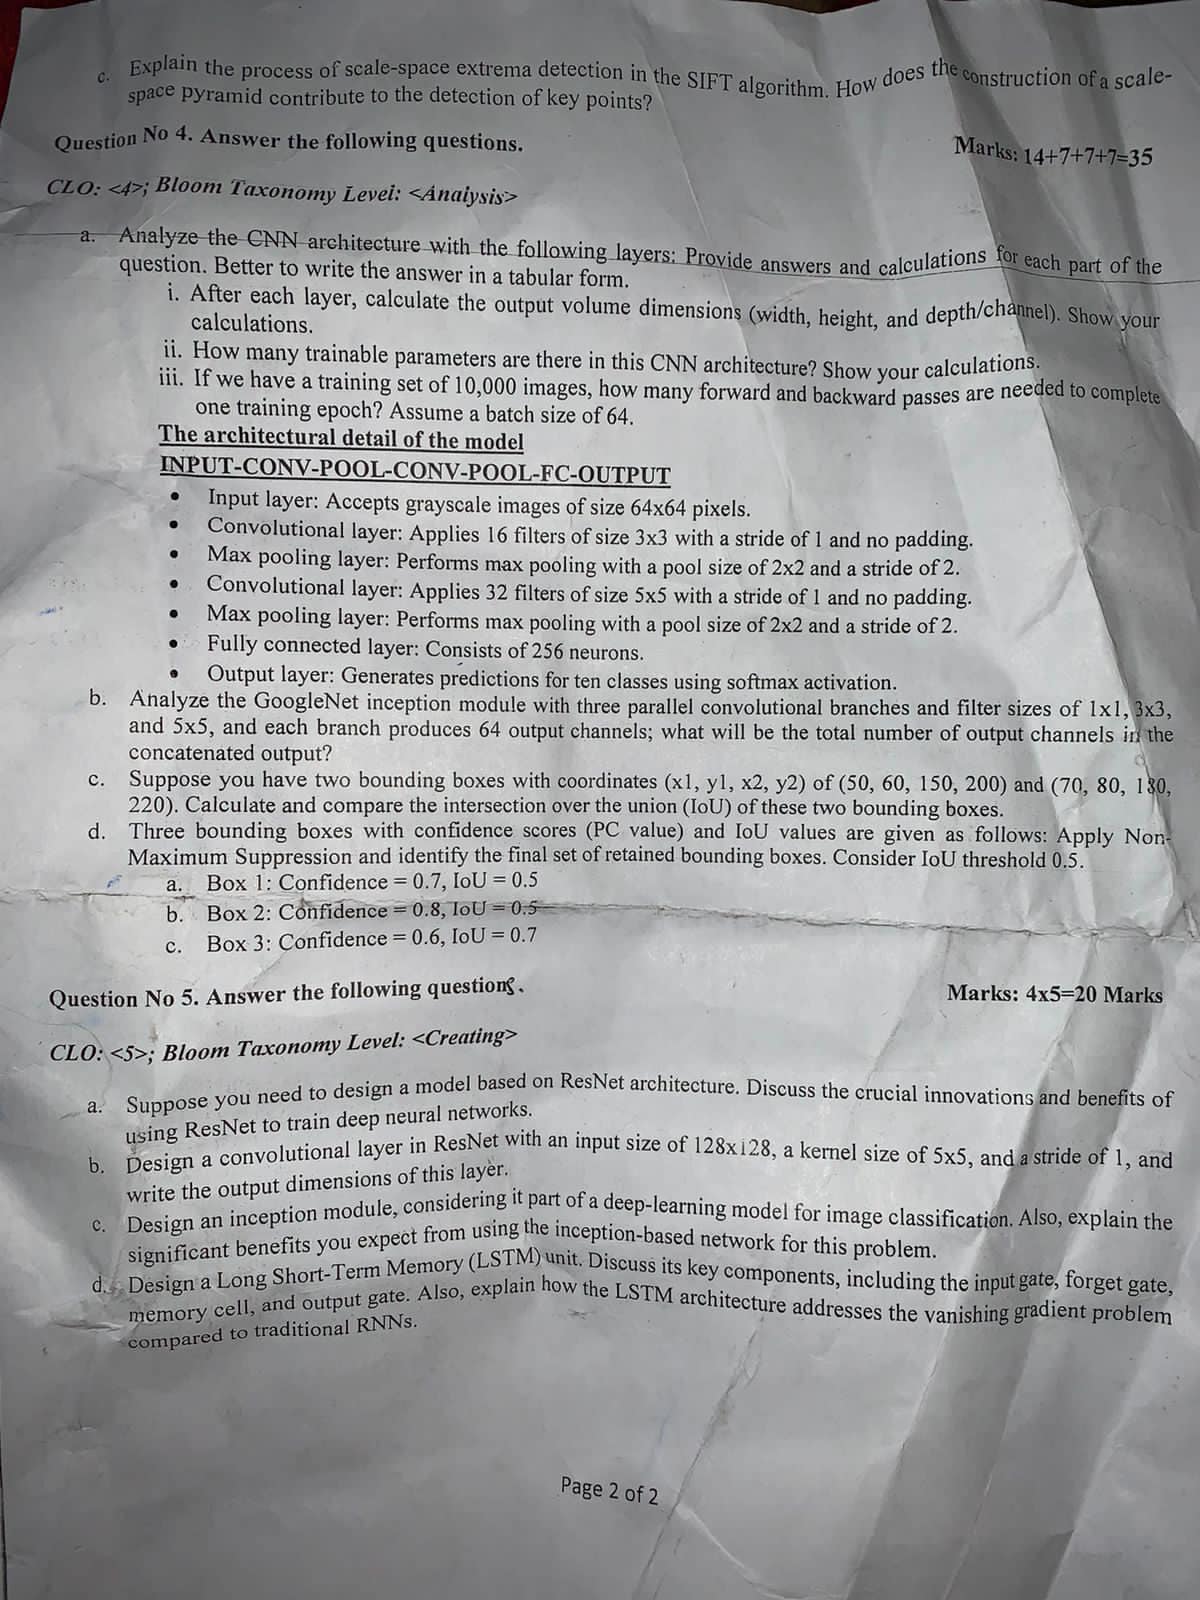 c. Explain the process of scale-space extrema detection in the SIFT algorithm. How does the construction of a scale-
space pyramid contribute to the detection of key points?
Question No 4. Answer the following questions.
Marks: 14+7+7+7=35
CLO: <4>; Bloom Taxonomy Level: <Analysis>
a. Analyze the CNN architecture with the following layers: Provide answers and calculations for each part of the
question. Better to write the answer in a tabular form.
i. After each layer, calculate the output volume dimensions (width, height, and depth/channel). Show your
calculations.
ii. How many trainable parameters are there in this CNN architecture? Show your calculations.
iii. If we have a training set of 10,000 images, how many forward and backward passes are needed to complete
one training epoch? Assume a batch size of 64.
The architectural detail of the model
INPUT-CONV-POOL-CONV-POOL-FC-OUTPUT
• Input layer: Accepts grayscale images of size 64x64 pixels.
• Convolutional layer: Applies 16 filters of size 3x3 with a stride of 1 and no padding.
• Max pooling layer: Performs max pooling with a pool size of 2x2 and a stride of 2.
• Convolutional layer: Applies 32 filters of size 5x5 with a stride of 1 and no padding.
• Max pooling layer: Performs max pooling with a pool size of 2x2 and a stride of 2.
• Fully connected layer: Consists of 256 neurons.
• Output layer: Generates predictions for ten classes using softmax activation.
b. Analyze the GoogleNet inception module with three parallel convolutional branches and filter sizes of 1x1, 3x3,
and 5x5, and each branch produces 64 output channels; what will be the total number of output channels in the
concatenated output?
c. Suppose you have two bounding boxes with coordinates (x1, y1, x2, y2) of (50, 60, 150, 200) and (70, 80, 180,
220). Calculate and compare the intersection over the union (IoU) of these two bounding boxes.
d. Three bounding boxes with confidence scores (PC value) and IoU values are given as follows: Apply Non-
Maximum Suppression and identify the final set of retained bounding boxes. Consider IoU threshold 0.5.
a. Box 1: Confidence = 0.7, IoU = 0.5
b. Box 2: Confidence = 0.8, IoU = 0.5
c. Box 3: Confidence = 0.6, IoU = 0.7
Question No 5. Answer the following questions.
Marks: 4x5=20 Marks
CLO: <5>; Bloom Taxonomy Level: <Creating>
a. Suppose you need to design a model based on ResNet architecture. Discuss the crucial innovations and benefits of
using ResNet to train deep neural networks.
b. Design a convolutional layer in ResNet with an input size of 128x128, a kernel size of 5x5, and a stride of 1, and
write the output dimensions of this layer.
c. Design an inception module, considering it part of a deep-learning model for image classification. Also, explain the
significant benefits you expect from using the inception-based network for this problem.
d. Design a Long Short-Term Memory (LSTM) unit. Discuss its key components, including the input gate, forget gate,
memory cell, and output gate. Also, explain how the LSTM architecture addresses the vanishing gradient problem
compared to traditional RNNs.
Page 2 of 2